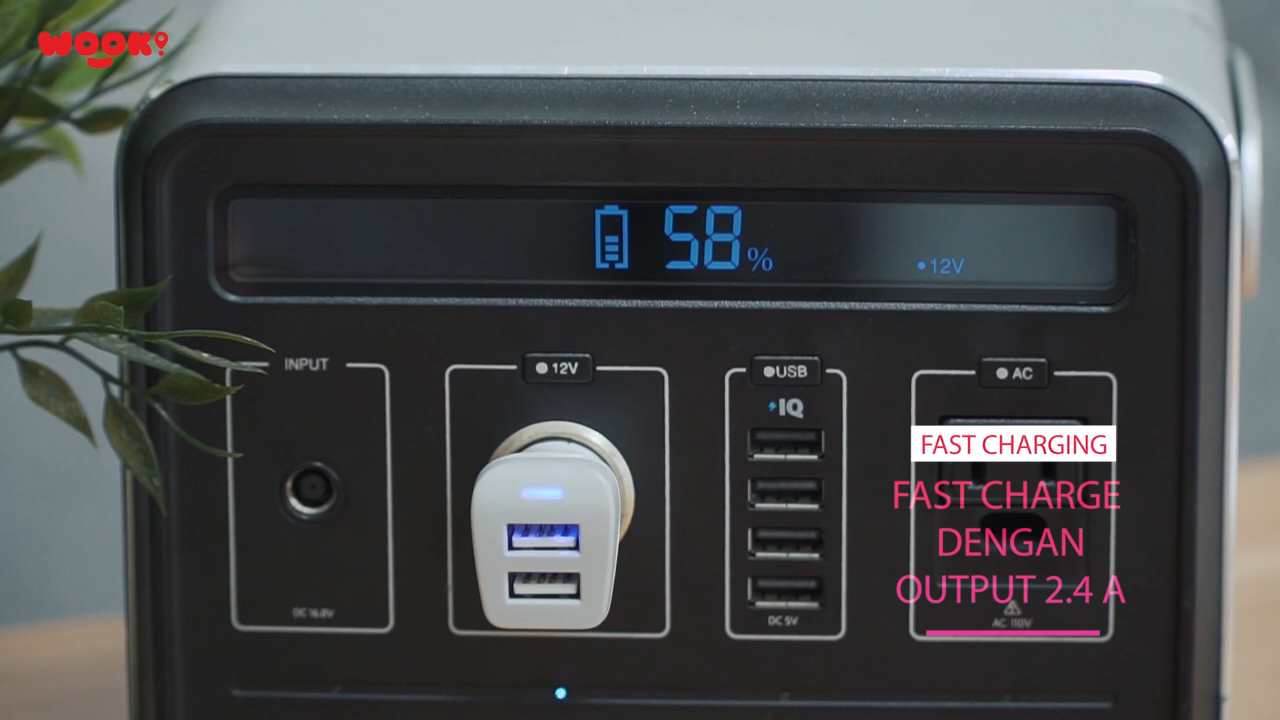 WOOK!
58%
•12V
INPUT
12V
USB
AC
IQ
FAST CHARGING
FAST CHARGE
DENGAN
OUTPUT 2.4 A
DC 16.8V
DC 5V
AC 110V